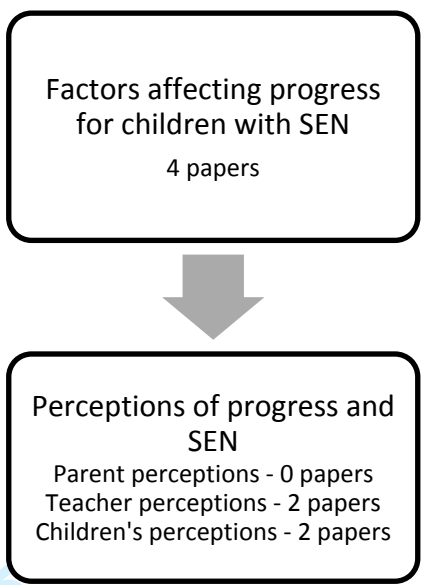 Factors affecting progress
for children with SEN
4 papers
Perceptions of progress and
SEN
Parent perceptions - 0 papers
Teacher perceptions - 2 papers
Children's perceptions - 2 papers